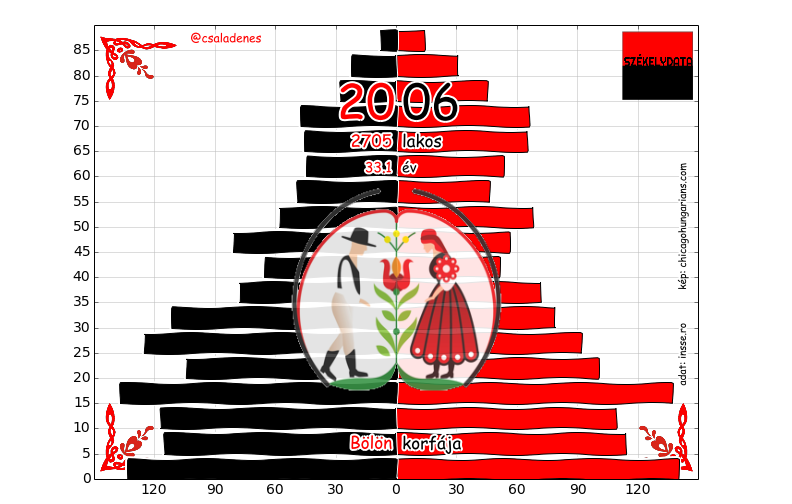 @csaladenes
SZÉKELYDATA
2006
2705 lakos
33.1 év
kép: chicagohungarians.com
adat: insse.ro
Bölön korfája
85
80
75
70
65
60
55
50
45
40
35
30
25
20
15
10
5
0
120 90 60 30 0 30 60 90 120